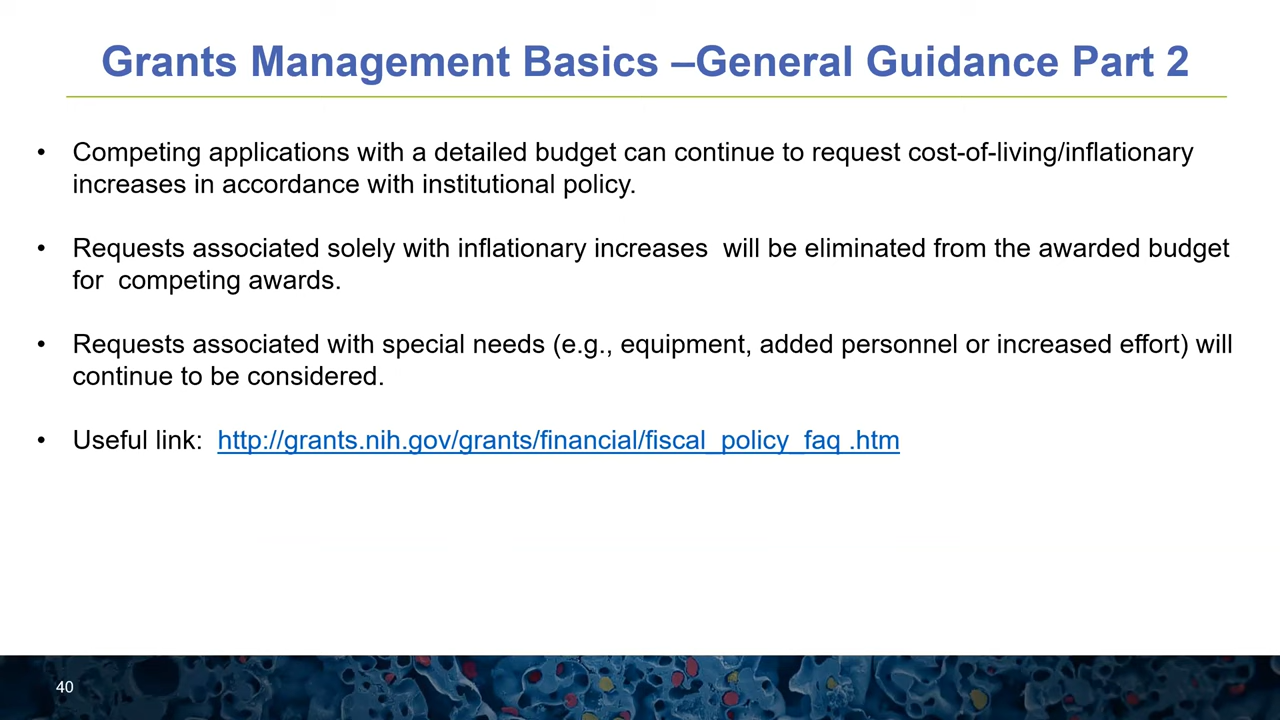 Grants Management Basics –General Guidance Part 2
• Competing applications with a detailed budget can continue to request cost-of-living/inflationary
increases in accordance with institutional policy.
• Requests associated solely with inflationary increases  will be eliminated from the awarded budget
for  competing awards.
• Requests associated with special needs (e.g., equipment, added personnel or increased effort) will
continue to be considered.
• Useful link:  http://grants.nih.gov/grants/financial/fiscal_policy_faq .htm
40